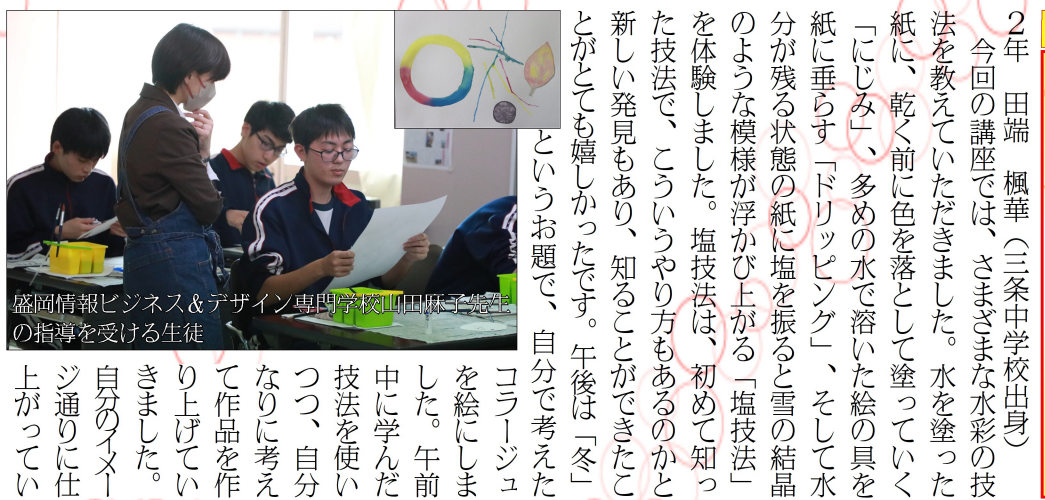 ２年　田端　楓華（三条中学校出身）
今回の講座では、さまざまな水彩の技
法を教えていただきました。水を塗った
紙に、乾く前に色を落として塗っていく
「にじみ」、多めの水で溶いた絵の具を
紙に垂らす「ドリッピング」、そして水
分が残る状態の紙に塩を振ると雪の結晶
のような模様が浮かび上がる「塩技法」
を体験しました。塩技法は、初めて知っ
た技法で、こういうやり方もあるのかと
新しい発見もあり、知ることができたこ
とがとても嬉しかったです。午後は「冬」
というお題で、自分で考えた
コラージュ
を絵にしま
した。午前
中に学んだ
技法を使い
つつ、自分
なりに考え
て作品を作
り上げてい
きました。
自分のイメー
ジ通りに仕
上がってい
盛岡情報ビジネス＆デザイン専門学校山田麻子先生
の指導を受ける生徒